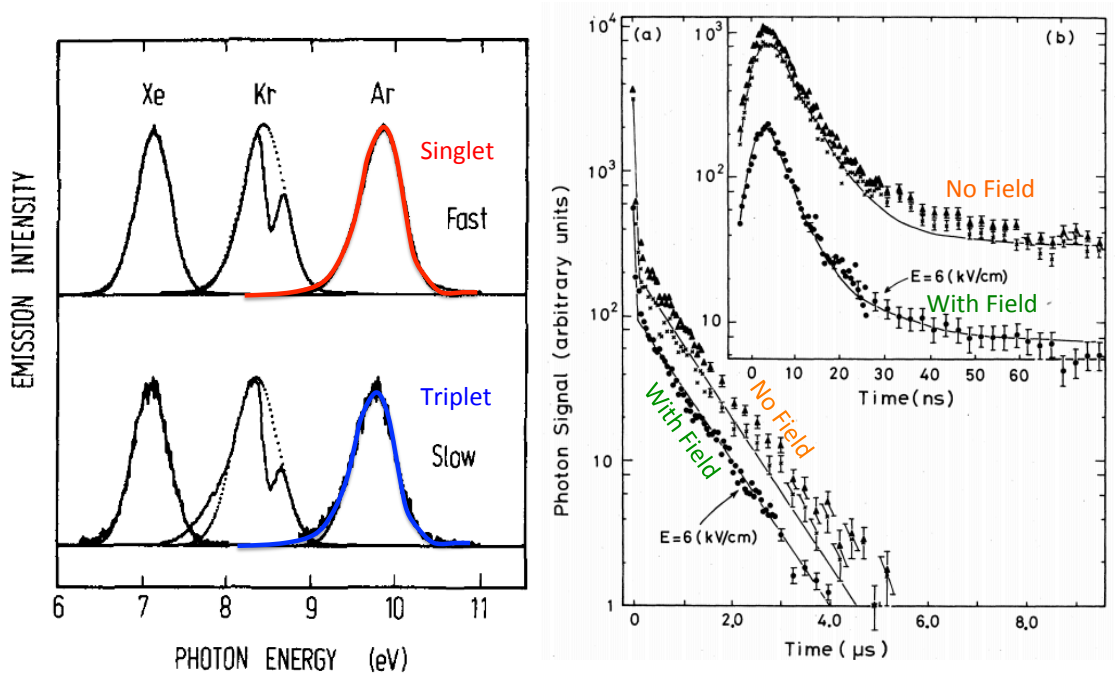 Xe
Kr
Ar
Singlet
Fast
Triplet
Slow
EMISSION INTENSITY
6
7
8
9
10
11
PHOTON ENERGY (eV)
(a)
10⁴
10³
10²
10
1
Photon Signal (arbitrary units)
No Field
With Field
E=6 (kV/cm)
0
2.0
4.0
6.0
8.0
Time ( μs)
(b)
10³
10²
10
No Field
E=6 (kV/cm)
With Field
0
10
20
30
40
50
60
Time(ns)